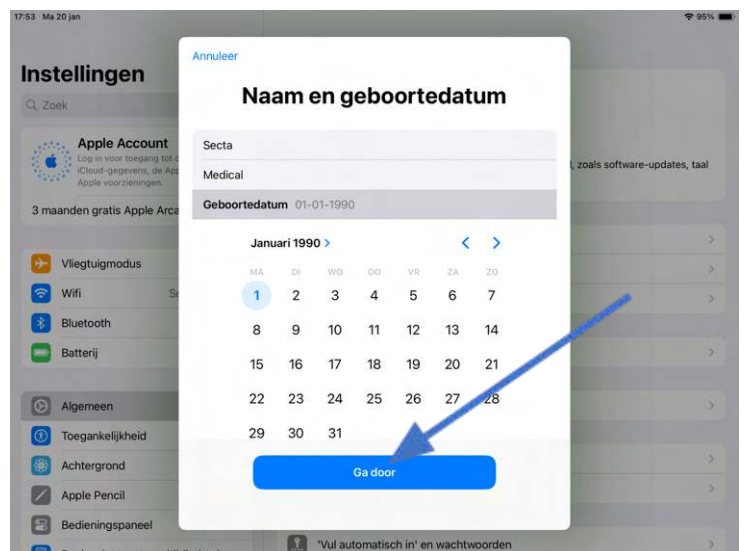 17:53 Ma 20 jan
95%
Instellingen
Zoek
Apple Account
Log in voor toegang tot
iCloud-gegevens, de
Apple voorzieningen.
3 maanden gratis Apple
Vliegtuigmodus
Wifi
Bluetooth
Batterij
Algemeen
Toegankelijkheid
Achtergrond
Apple Pencil
Bedieningspaneel
Annuleer
Naam en geboortedatum
Secta
Medical
Geboortedatum 01-01-1990
Januari 1990
MA DI WO DO VR ZA ZO
1 2 3 4 5 6 7
8 9 10 11 12 13 14
15 16 17 18 19 20 21
22 23 24 25 26 27 28
29 30 31
Ga door
zoals software-updates, taal
'Vul automatisch in' en wachtwoorden